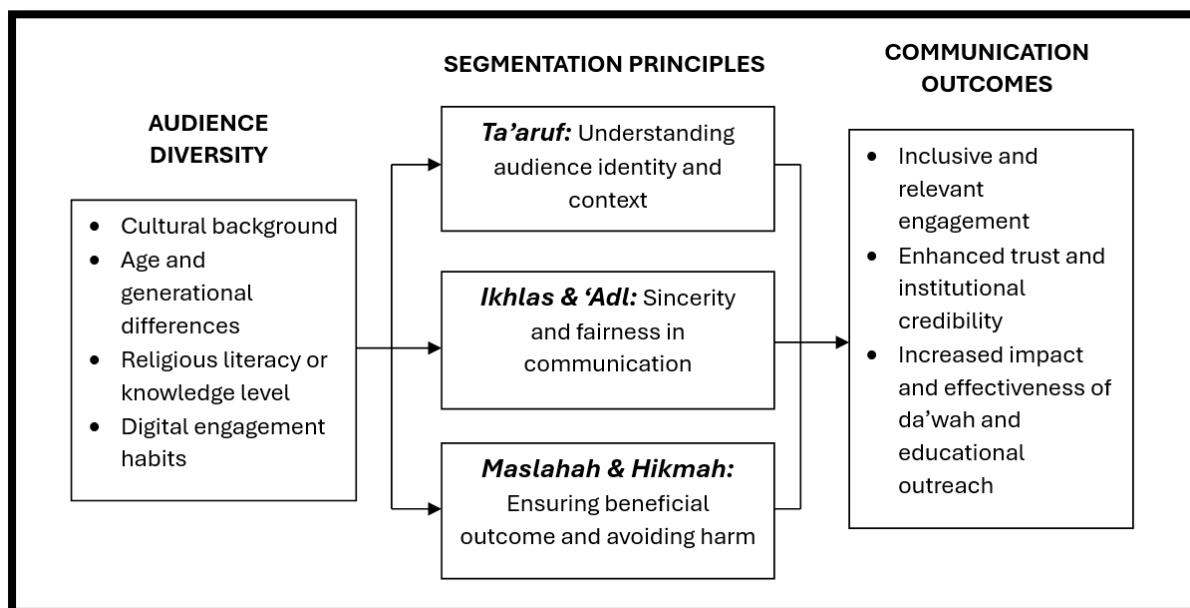 AUDIENCE
DIVERSITY
• Cultural background
• Age and
generational
differences
• Religious literacy or
knowledge level
• Digital engagement
habits
SEGMENTATION PRINCIPLES
Ta’aruf: Understanding
audience identity and
context
Ikhlas & ‘Adl: Sincerity
and fairness in
communication
Maslahah & Hikmah:
Ensuring beneficial
outcome and avoiding harm
COMMUNICATION
OUTCOMES
• Inclusive and
relevant
engagement
• Enhanced trust and
institutional
credibility
• Increased impact
and effectiveness of
da’wah and
educational
outreach